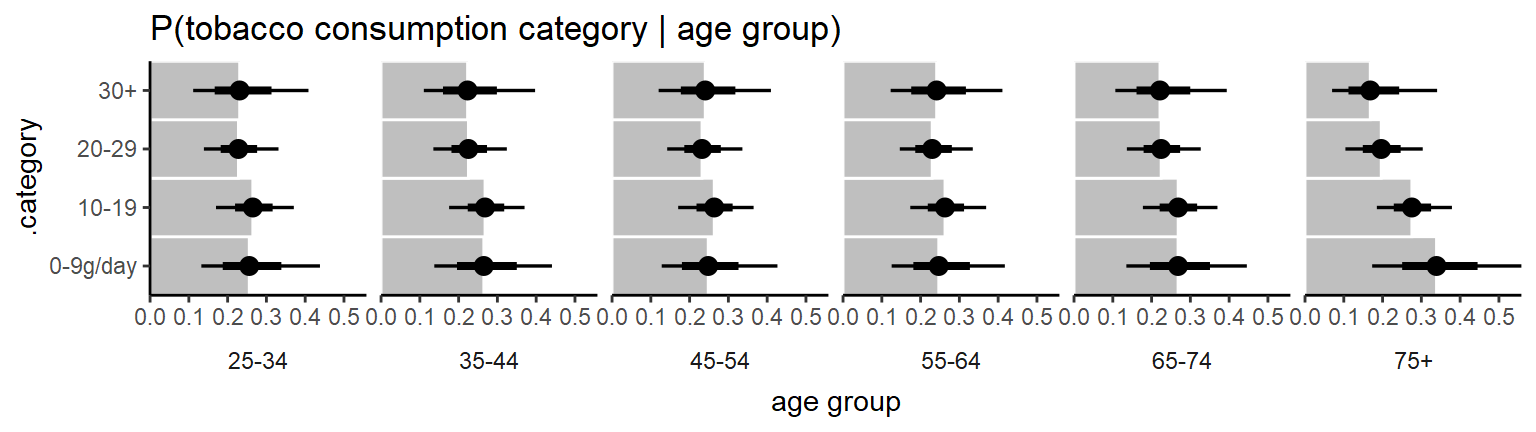 P(tobacco consumption category | age group)
.category
30+
20-29
10-19
0-9g/day
0.0 0.1 0.2 0.3 0.4 0.5 0.0 0.1 0.2 0.3 0.4 0.5 0.0 0.1 0.2 0.3 0.4 0.5 0.0 0.1 0.2 0.3 0.4 0.5 0.0 0.1 0.2 0.3 0.4 0.5 0.0 0.1 0.2 0.3 0.4 0.5
25-34 35-44 45-54 55-64 65-74 75+
age group